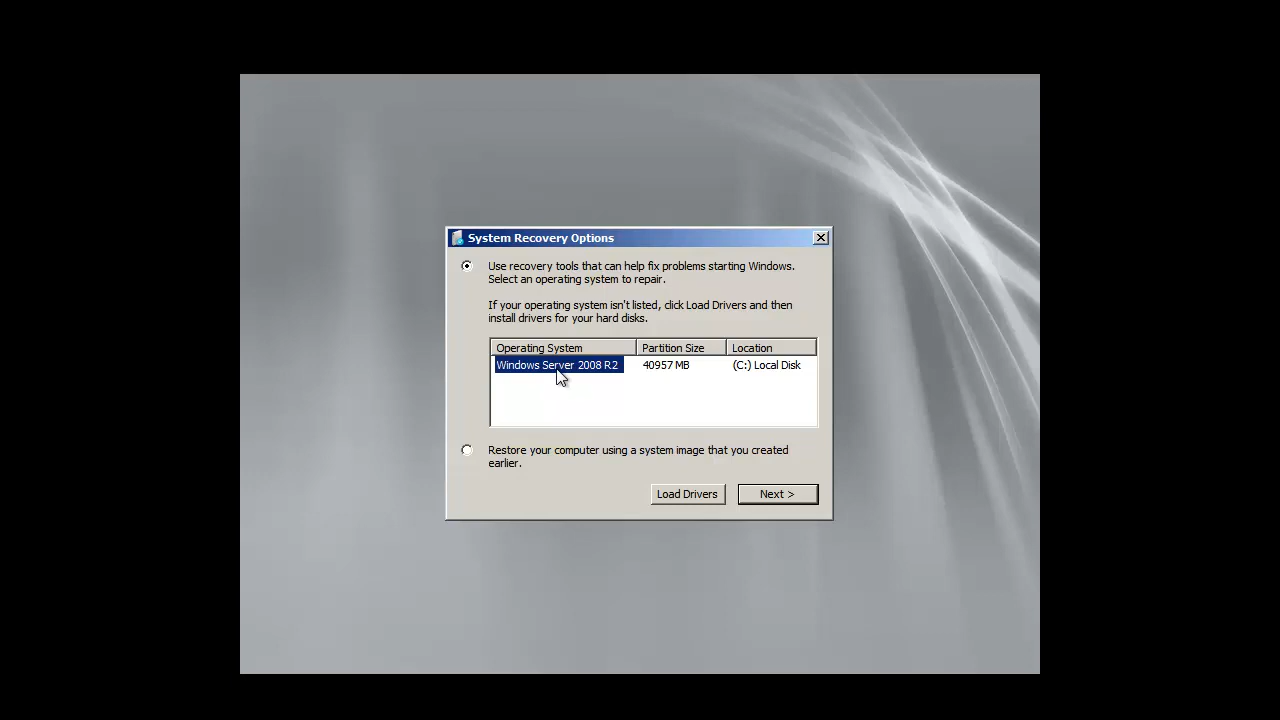 System Recovery Options
Use recovery tools that can help fix problems starting Windows.
Select an operating system to repair.
If your operating system isn't listed, click Load Drivers and then
install drivers for your hard disks.
Operating System Partition Size Location
Windows Server 2008 R2 40957 MB (C:) Local Disk
Restore your computer using a system image that you created
earlier.
Load Drivers Next >